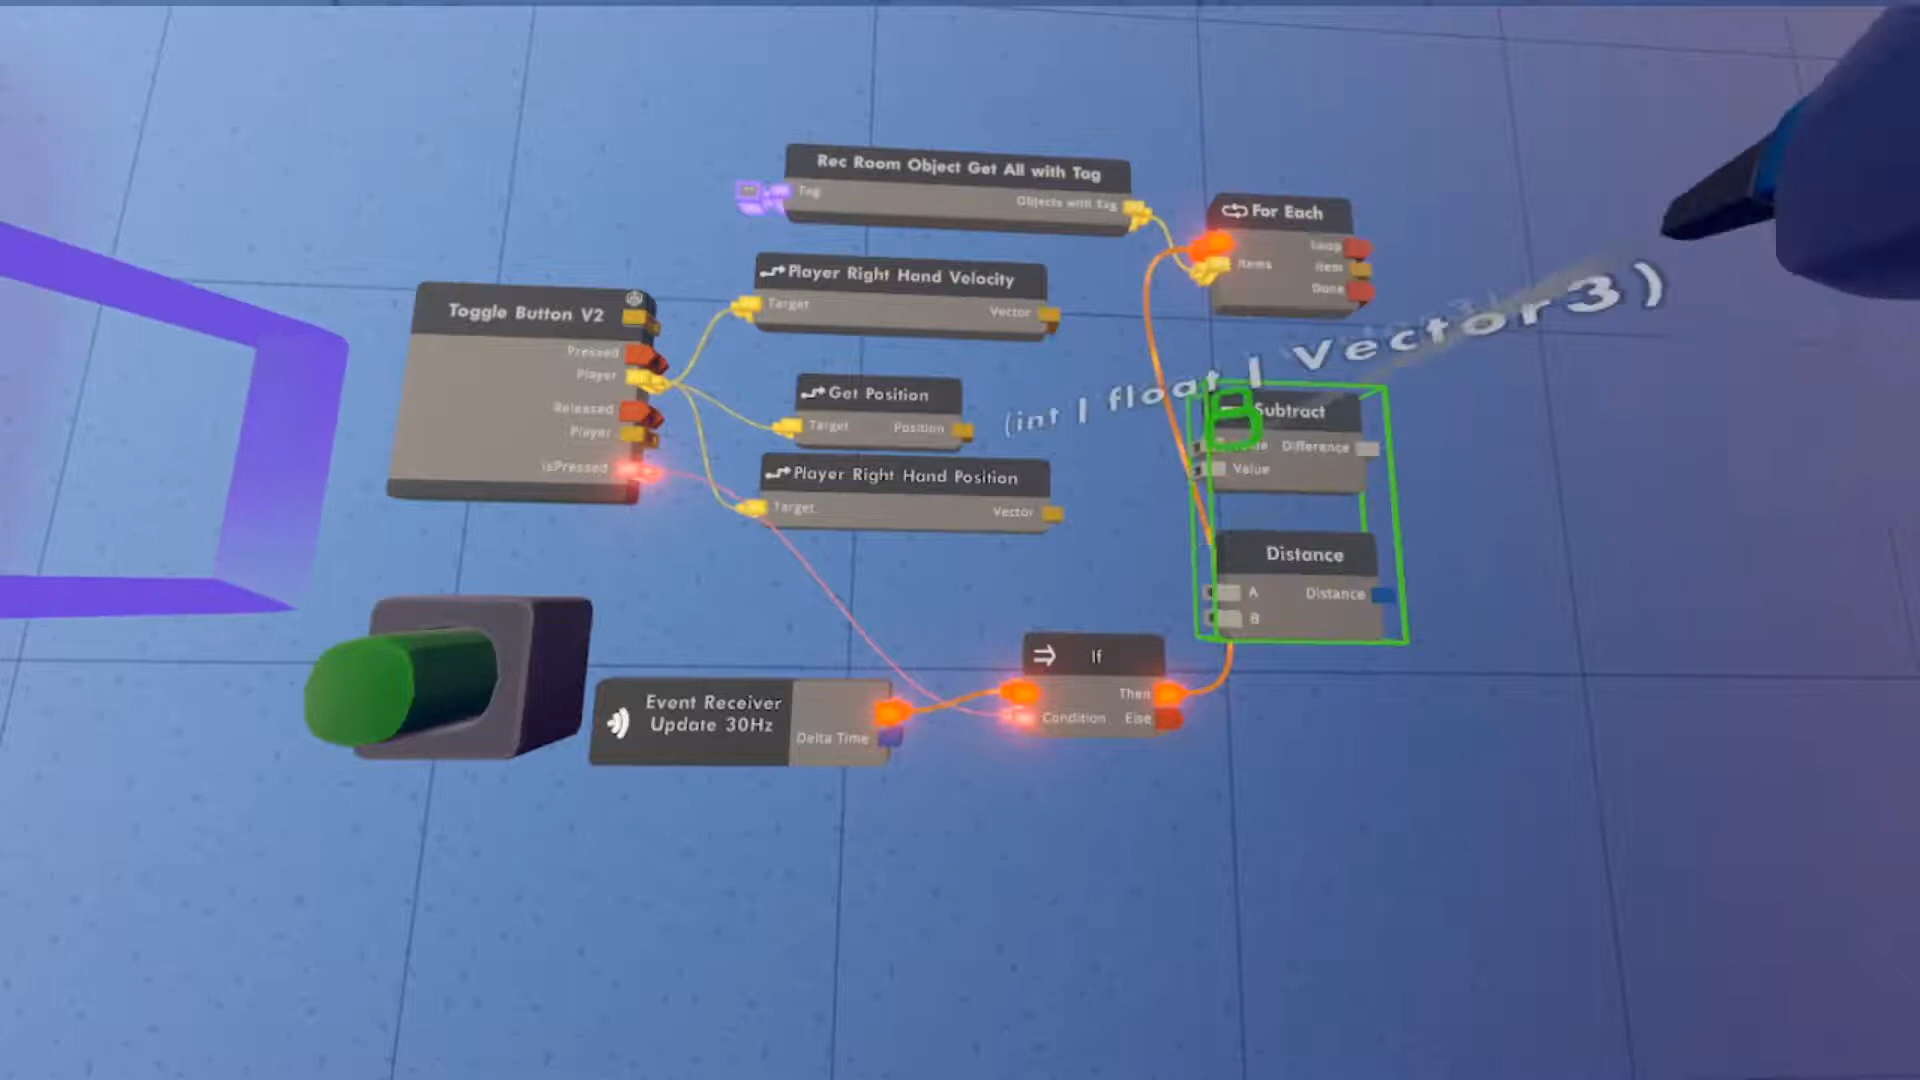 Rec Room Object Get All with Tag
Tag
Objects with Tag
For Each
Loop
Items
Item
Done
Player Right Hand Velocity
Target
Vector
Toggle Button V2
Pressed
Player
Released
Player
isPressed
Get Position
Target
Position
(int | float | Vector3)
B
Subtract
Difference
Value
Player Right Hand Position
Target
Vector
Distance
A
Distance
B
If
Then
Condition
Else
Event Receiver
Update 30Hz
Delta Time